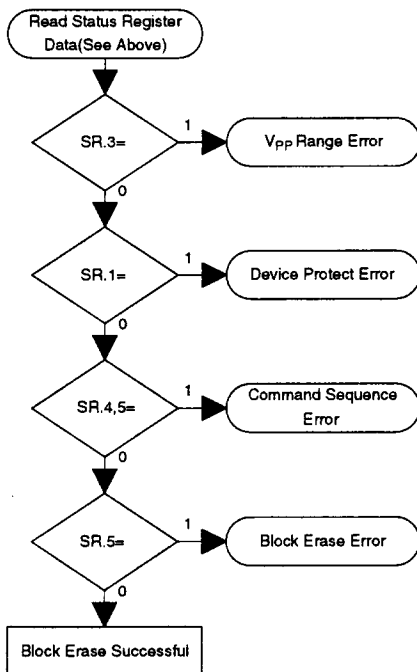 Read Status Register
Data(See Above)
SR.3=
1
VPP Range Error
0
SR.1=
1
Device Protect Error
0
SR.4,5=
1
Command Sequence
Error
0
SR.5=
1
Block Erase Error
0
Block Erase Successful